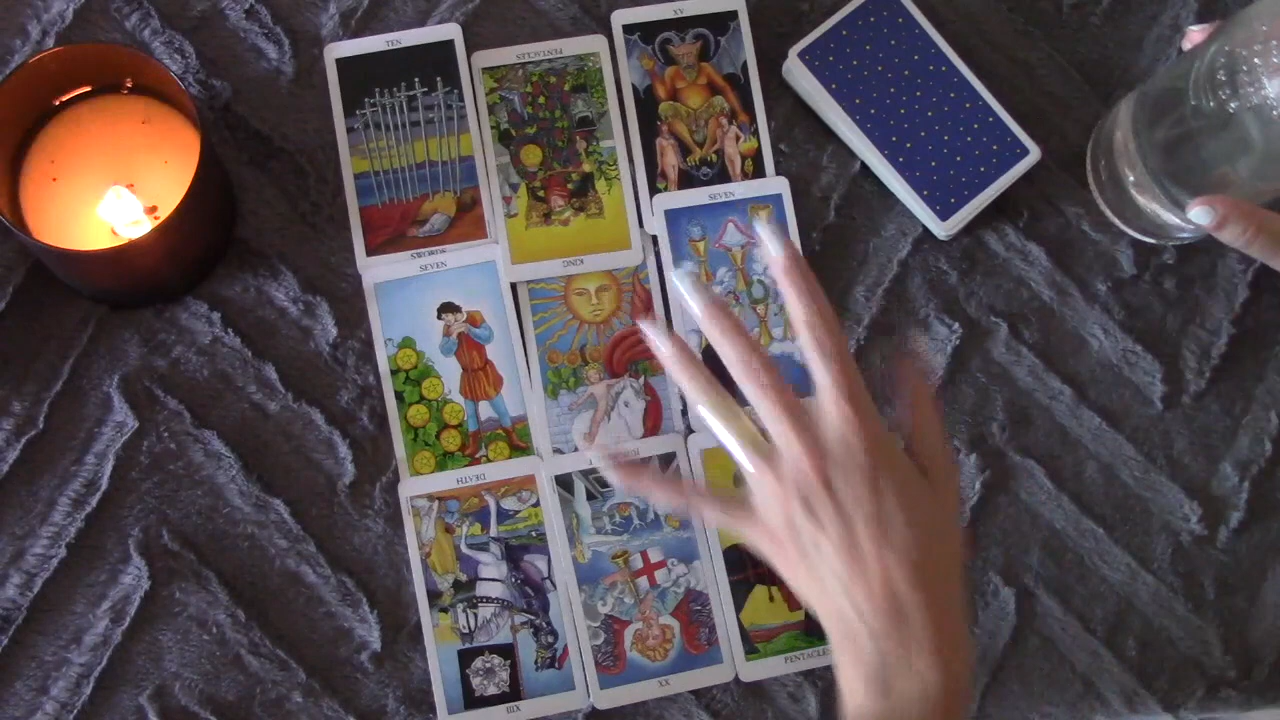 TEN
SWORDS
PENTACLES
KING
XV
SEVEN
SEVEN
DEATH
XIII
XX
PENTACLES